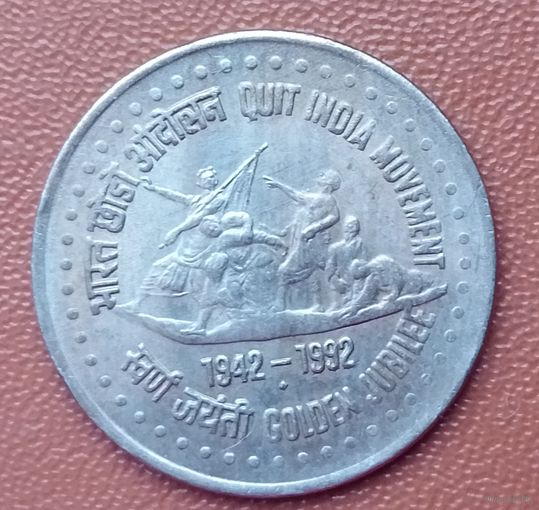 भारत छोड़ो आंदोलन QUIT INDIA MOVEMENT
1942-1992
स्वर्ण जयंती GOLDEN JUBILEE